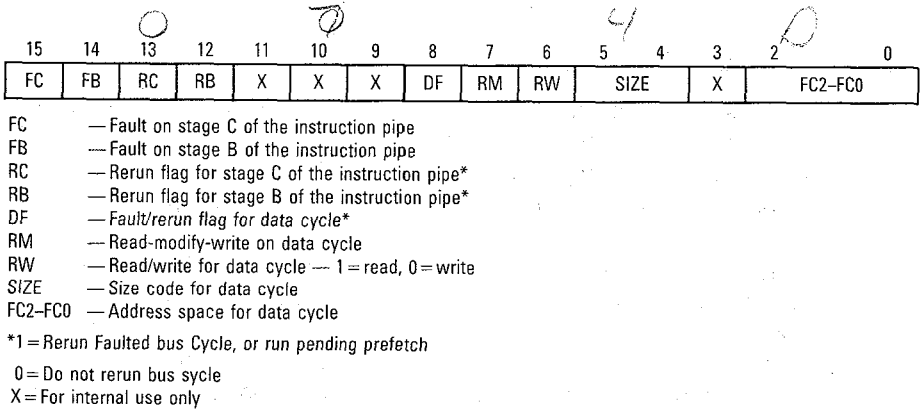 0 4 0
15 14 13 12 11 10 9 8 7 6 5 4 3 2 0
FC FB RC RB X X X DF RM RW SIZE X FC2–FC0
FC — Fault on stage C of the instruction pipe
FB — Fault on stage B of the instruction pipe
RC — Rerun flag for stage C of the instruction pipe*
RB — Rerun flag for stage B of the instruction pipe*
DF — Fault/rerun flag for data cycle*
RM — Read-modify-write on data cycle
RW — Read/write for data cycle — 1 = read, 0 = write
SIZE — Size code for data cycle
FC2–FC0 — Address space for data cycle
*1 = Rerun Faulted bus Cycle, or run pending prefetch
0 = Do not rerun bus sycle
X = For internal use only